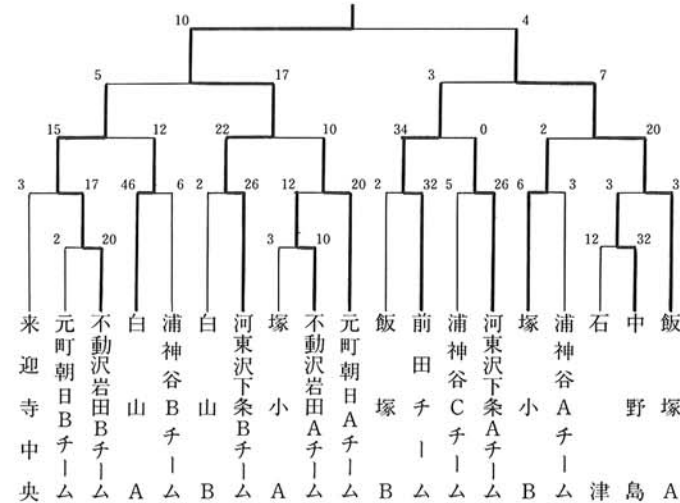 10 4
5 17 3 7
15 12 22 10 34 0 2 20
3 17 46 6 2 26 12 20 2 32 5 26 6 3 3 3
2 20 3 10 12 32
来迎寺中央
元町朝日Bチーム
不動沢岩田Bチーム
白山A
浦神谷Bチーム
白山B
河東沢下条Bチーム
塚小A
不動沢岩田Aチーム
元町朝日Aチーム
飯塚B
前田チーム
浦神谷Cチーム
河東沢下条Aチーム
塚小B
浦神谷Aチーム
石津
中野島
飯塚A